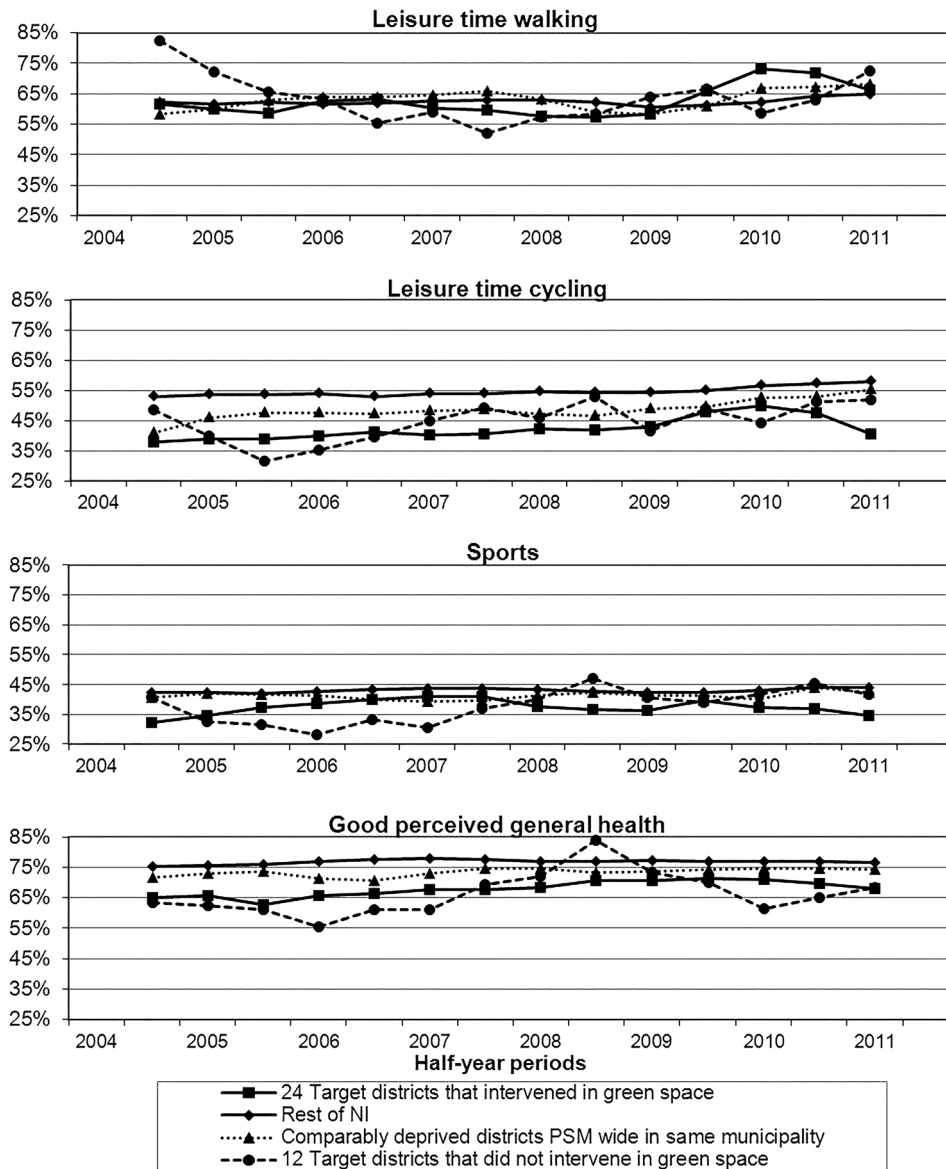 Leisure time walking
85%
75%
65%
55%
45%
35%
25%
2004 2005 2006 2007 2008 2009 2010 2011
Leisure time cycling
85%
75%
65%
55%
45%
35%
25%
2004 2005 2006 2007 2008 2009 2010 2011
Sports
85%
75%
65%
55%
45%
35%
25%
2004 2005 2006 2007 2008 2009 2010 2011
Good perceived general health
85%
75%
65%
55%
45%
35%
25%
2004 2005 2006 2007 2008 2009 2010 2011
Half-year periods
24 Target districts that intervened in green space
Rest of NI
Comparably deprived districts PSM wide in same municipality
12 Target districts that did not intervene in green space